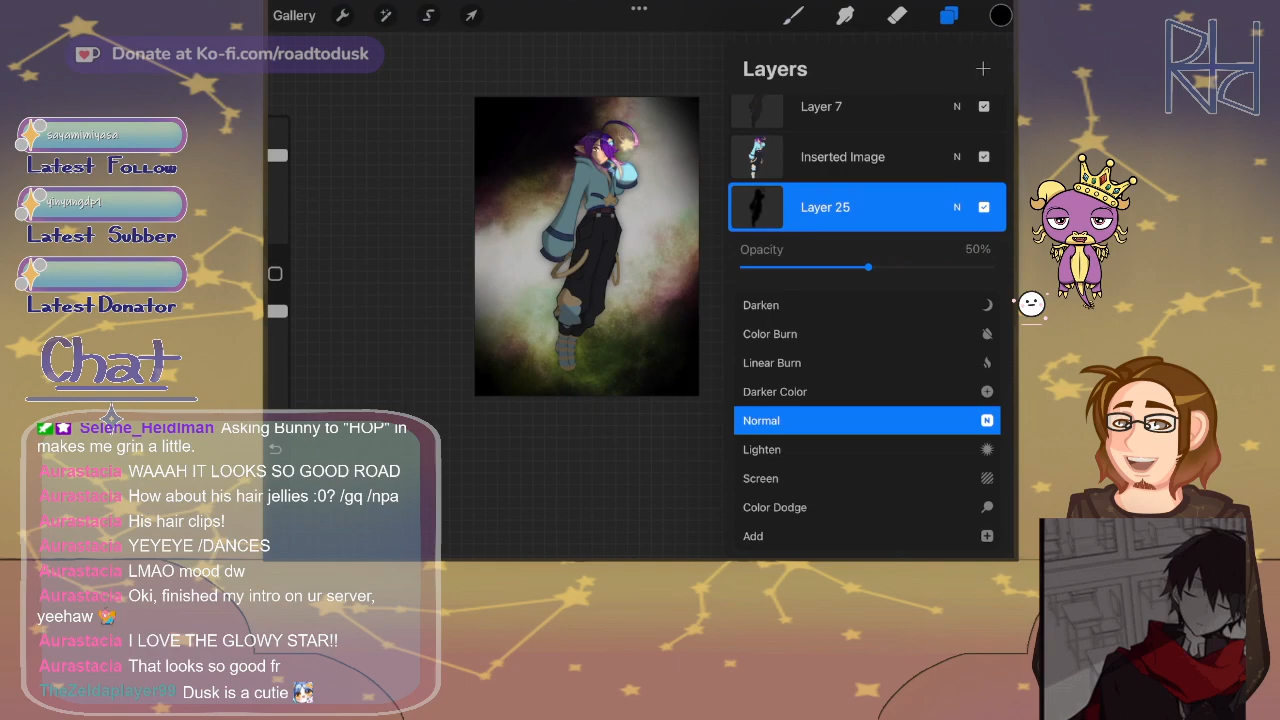 Gallery
Donate at Ko-fi.com/roadtodusk
Layers
Layer 7 N
Inserted Image N
Layer 25 N
Opacity 50%
Darken
Color Burn
Linear Burn
Darker Color
Normal N
Lighten
Screen
Color Dodge
Add
sayamimiyasa
Latest Follow
yinyungdp1
Latest Subber
Latest Donator
Chat
Selene_Heidlman Asking Bunny to "HOP" in
makes me grin a little.
Aurastacia WAAAH IT LOOKS SO GOOD ROAD
Aurastacia How about his hair jellies :0? /gq /npa
Aurastacia His hair clips!
Aurastacia YEYEYE /DANCES
Aurastacia LMAO mood dw
Aurastacia Oki, finished my intro on ur server,
yeehaw
Aurastacia I LOVE THE GLOWY STAR!!
Aurastacia That looks so good fr
TheZeldaplayer89 Dusk is a cutie